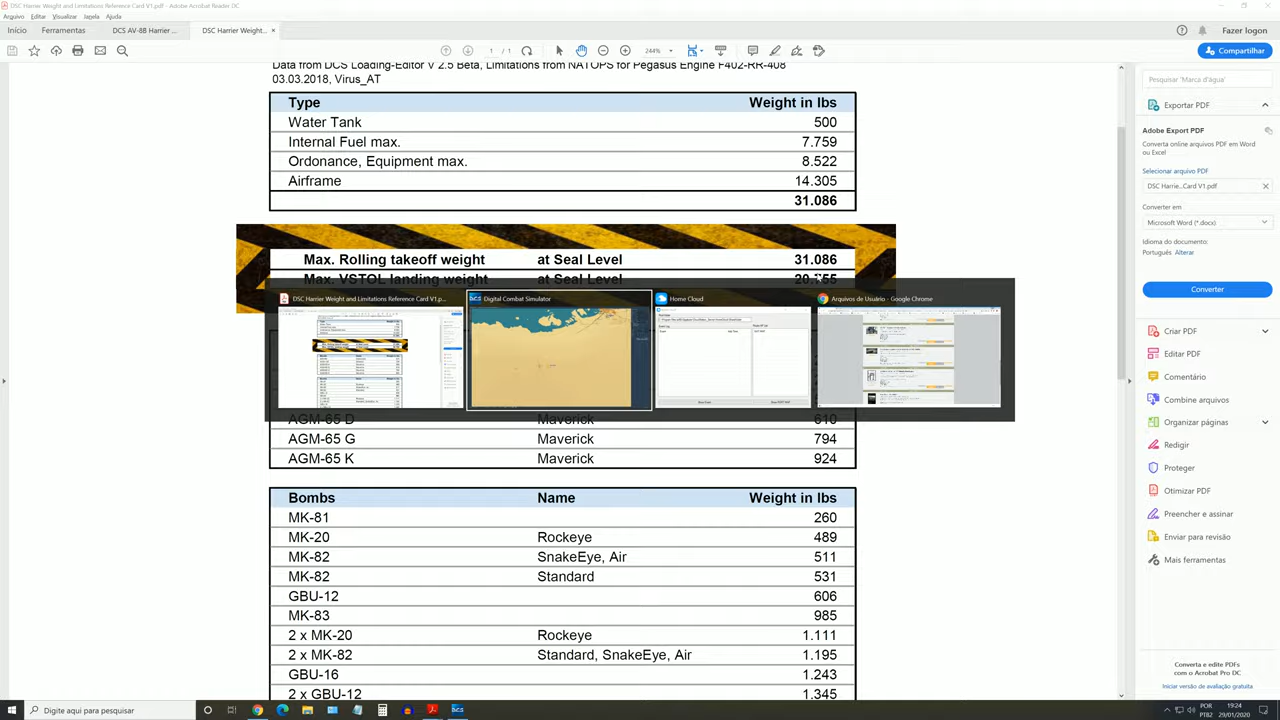 DSC Harrier Weight and Limitations Reference Card V1.pdf - Adobe Acrobat Reader DC
Arquivo Editar Visualizar Janela Ajuda
Início Ferramentas DCS AV-8B Harrier ... DSC Harrier Weight... × Fazer logon
1 / 1 244% Compartilhar
Data from DCS Loading-Editor v 2.5 Beta, NATOPS for Pegasus Engine F402-RR-408
03.03.2018, Virus_AT
Type Weight in lbs
Water Tank 500
Internal Fuel max. 7.759
Ordonance, Equipment max. 8.522
Airframe 14.305
31.086
Max. Rolling takeoff Weight at Seal Level 31.086
Max. VSTOL landing weight at Seal Level
DSC Harrier Weight and Limitations Reference Card V1.p...
Digital Combat Simulator
Home Cloud
Arquivos de Usuário - Google Chrome
AGM-65 D Maverick 610
AGM-65 G Maverick 794
AGM-65 K Maverick 924
Bombs Name Weight in lbs
MK-81 260
MK-20 Rockeye 489
MK-82 SnakeEye, Air 511
MK-82 Standard 531
GBU-12 606
MK-83 985
2 x MK-20 Rockeye 1.111
2 x MK-82 Standard, SnakeEye, Air 1.195
GBU-16 1.243
2 x GBU-12 1.345
Pesquisar 'Marca d'água'
Exportar PDF
Adobe Export PDF
Converta online arquivos PDF em Word
ou Excel
Selecionar arquivo PDF
DSC Harrie...Card V1.pdf ×
Converter em
Microsoft Word (*.docx)
Idioma do documento:
Português Alterar
Converter
Criar PDF
Editar PDF
Comentário
Combine arquivos
Organizar páginas
Redigir
Proteger
Otimizar PDF
Preencher e assinar
Enviar para revisão
Mais ferramentas
Converta e edite PDFs
com o Acrobat Pro DC
Iniciar versão de avaliação gratuita
Digite aqui para pesquisar
POR
PTB2
19:24
29/01/2020